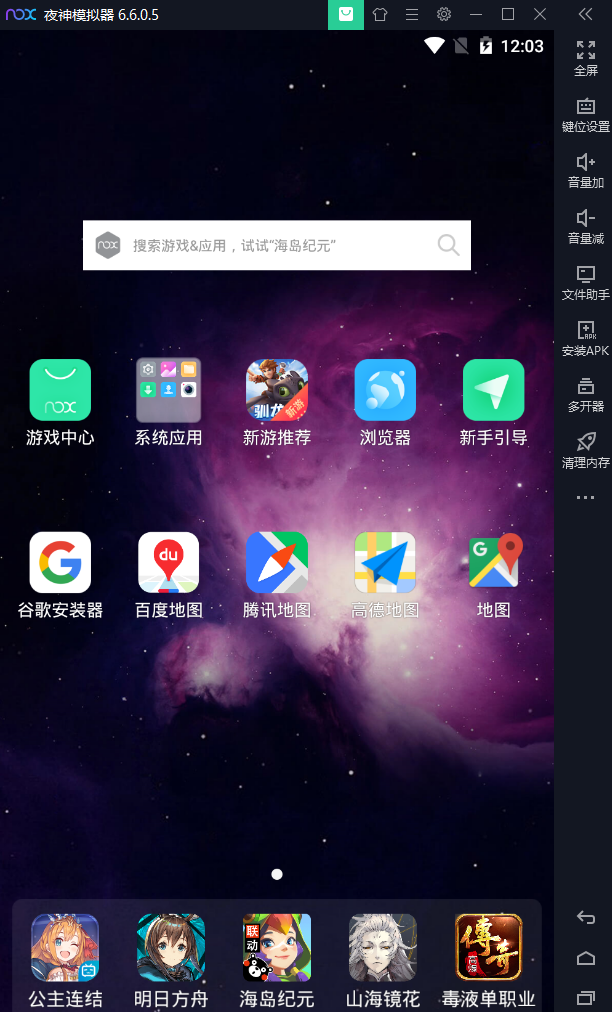 nox 夜神模拟器 6.6.0.5
12:03
全屏
键位设置
音量加
音量减
文件助手
APK
安装APK
多开器
清理内存
nox 搜索游戏&应用，试试“海岛纪元”
nox
驯龙
新游
游戏中心 系统应用 新游推荐 浏览器 新手引导
du
G
谷歌安装器 百度地图 腾讯地图 高德地图 地图
联动
傳奇
公主连结 明日方舟 海岛纪元 山海镜花 毒液单职业